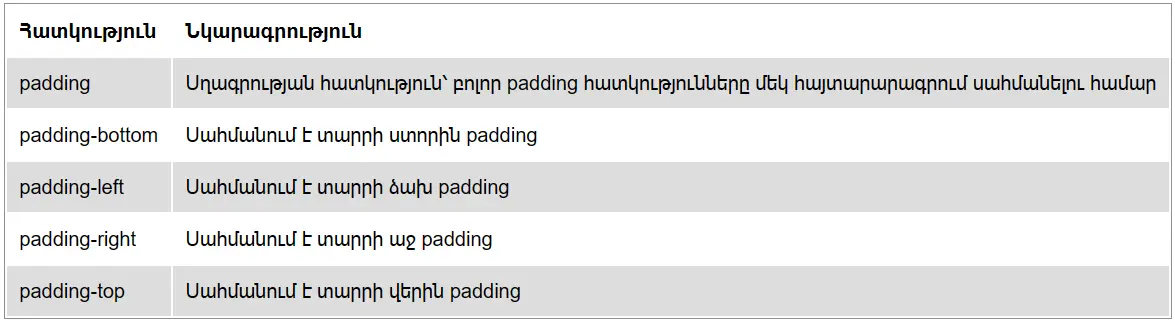 Հատկություն Նկարագրություն
padding Սղագրության հատկություն՝ բոլոր padding հատկությունները մեկ հայտարարագրում սահմանելու համար
padding-bottom Սահմանում է տարրի ստորին padding
padding-left Սահմանում է տարրի ձախ padding
padding-right Սահմանում է տարրի աջ padding
padding-top Սահմանում է տարրի վերին padding